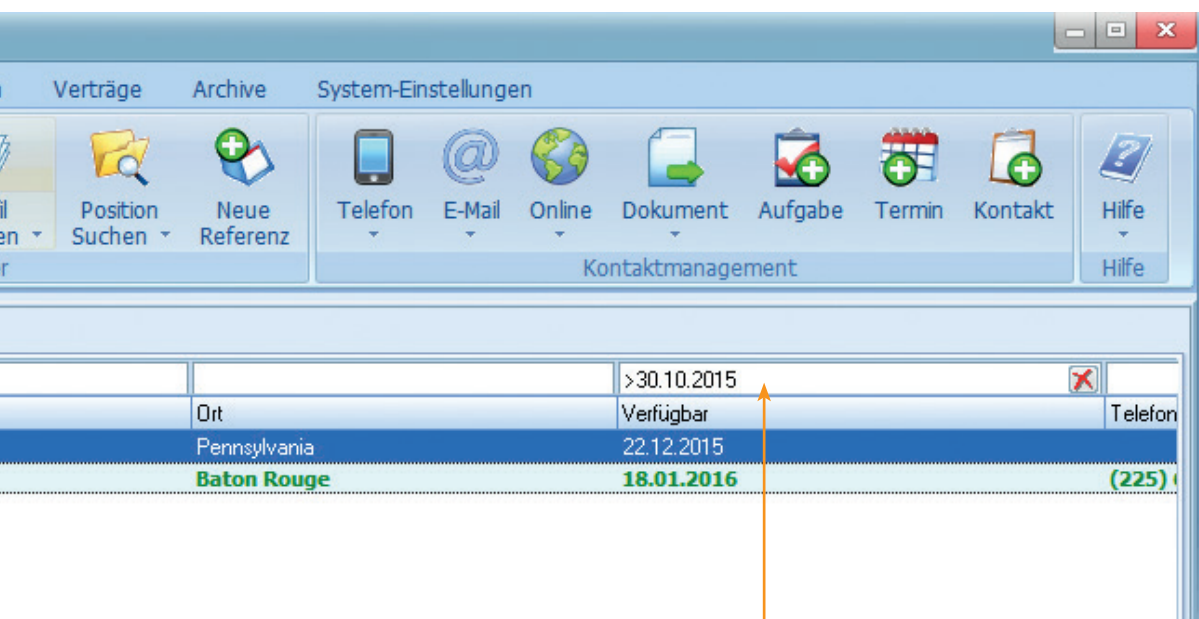 Verträge Archive System-Einstellungen
Position Suchen
Neue Referenz
Telefon
E-Mail
Online
Dokument
Aufgabe
Termin
Kontakt
Hilfe
Kontaktmanagement
Hilfe
>30.10.2015
Ort Verfügbar Telefon
Pennsylvania 22.12.2015
Baton Rouge 18.01.2016 (225)